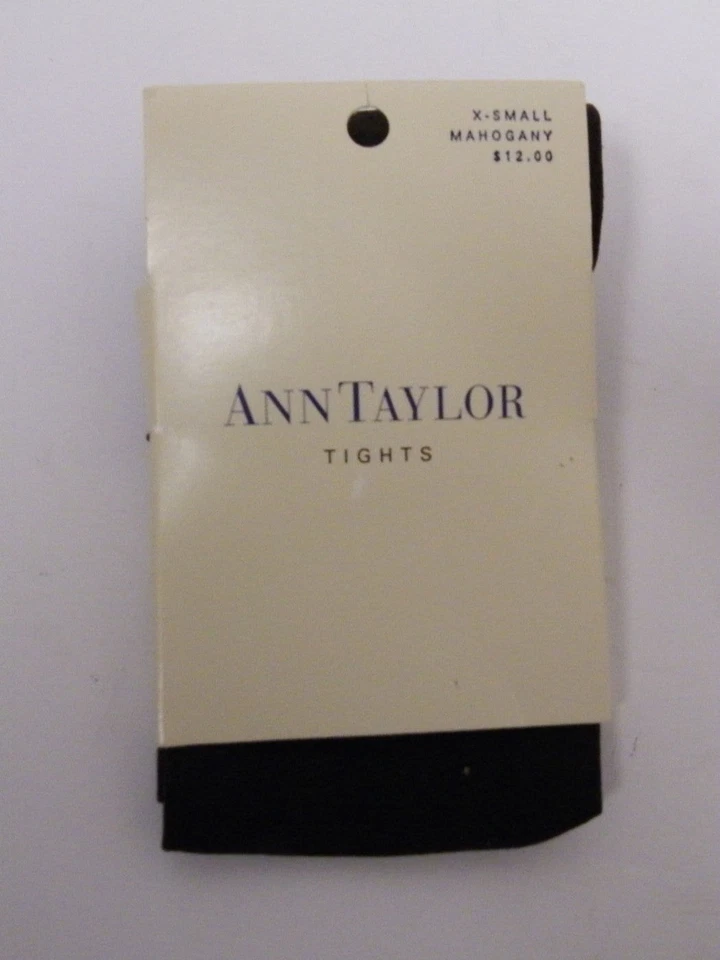 X-SMALL
MAHOGANY
$12.00
ANNTAYLOR
TIGHTS